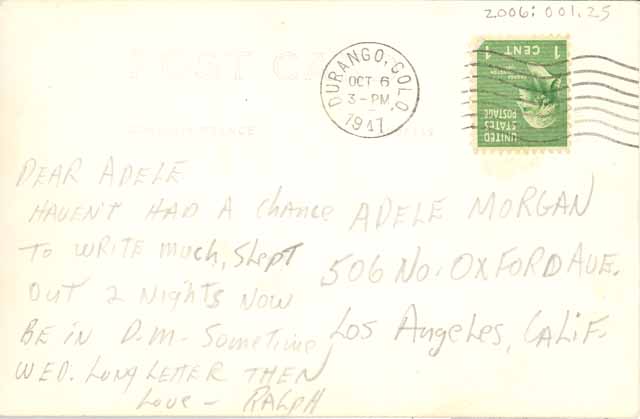 2006:001.25
POST CA
DURANGO, COLO.
OCT 6
3-PM
1947
1 CENT 1
UNITED
STATES
POSTAGE
DEAR ADELE
HAVEN'T HAD A chance
TO WRITE much, Slept
OUT 2 NIGHTS NOW
BE IN D.M. Sometime
WED. LONG LETTER THEN
Love - RALPH
ADELE MORGAN
506 NO. OXFORD AVE.
Los Angeles, CALIF.